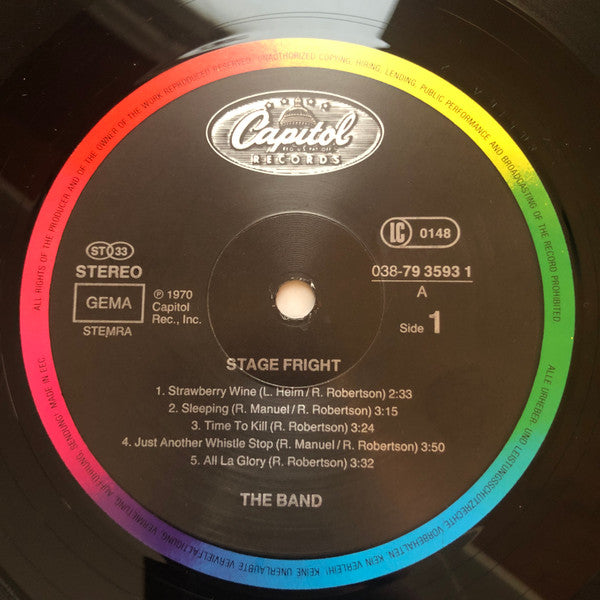 Capitol
RECORDS
ALL RIGHTS OF THE PRODUCER AND OF THE OWNER OF THE WORK REPRODUCED RESERVED. UNAUTHORIZED COPYING, HIRING, LENDING, PUBLIC PERFORMANCE AND BROADCASTING OF THE RECORD PROHIBITED.
ST 33
STEREO
GEMA
STEMRA
℗ 1970
Capitol
Rec., Inc.
LC 0148
038-79 3593 1
A
Side 1
STAGE FRIGHT
1. Strawberry Wine (L. Helm/R. Robertson) 2:33
2. Sleeping (R. Manuel/R. Robertson) 3:15
3. Time To Kill (R. Robertson) 3:24
4. Just Another Whistle Stop (R. Manuel/R. Robertson) 3:50
5. All La Glory (R. Robertson) 3:32
THE BAND
ALLE URHEBER- UND LEISTUNGSSCHUTZRECHTE VORBEHALTEN. KEIN VERLEIH! KEINE UNERLAUBTE VERVIELFÄLTIGUNG, VERMIETUNG, AUFFÜHRUNG, SENDUNG! MADE IN EEC.